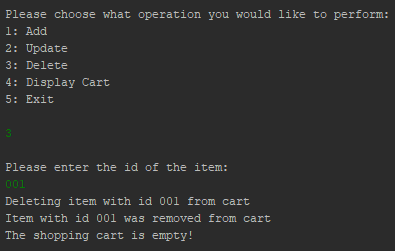 Please choose what operation you would like to perform:
1: Add
2: Update
3: Delete
4: Display Cart
5: Exit
3
Please enter the id of the item:
001
Deleting item with id 001 from cart
Item with id 001 was removed from cart
The shopping cart is empty!